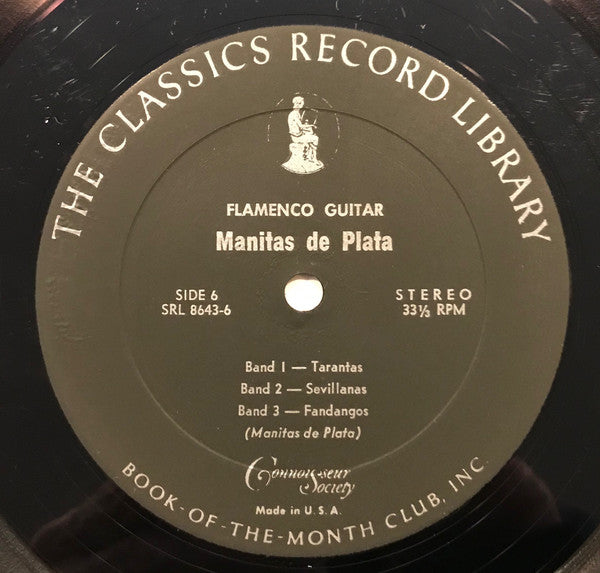 THE CLASSICS RECORD LIBRARY
FLAMENCO GUITAR
Manitas de Plata
SIDE 6
SRL 8643-6
STEREO
33⅓ RPM
Band 1 — Tarantas
Band 2 — Sevillanas
Band 3 — Fandangos
(Manitas de Plata)
Connoisseur
Society
Made in U. S. A.
BOOK-OF-THE-MONTH CLUB, INC.